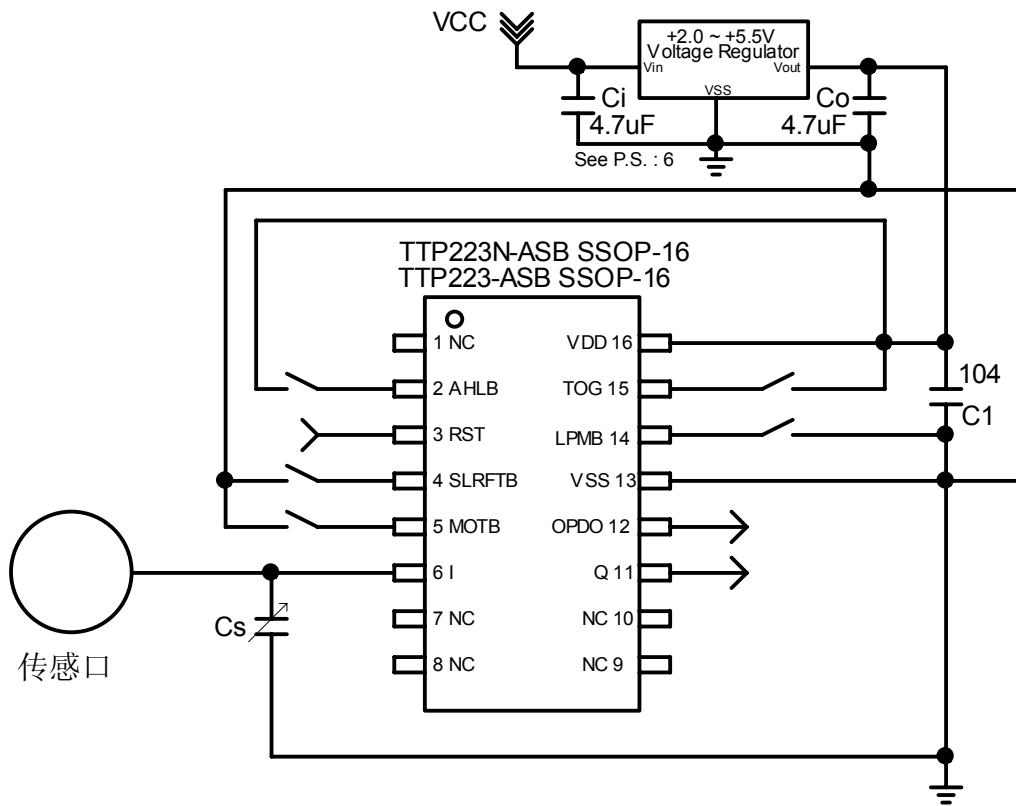 VCC
+2.0 ~ +5.5V
Voltage Regulator
Vin
Vout
VSS
Ci
4.7uF
Co
4.7uF
See P.S. : 6
TTP223N-ASB SSOP-16
TTP223-ASB SSOP-16
1 NC
VDD 16
2 AHLB
TOG 15
3 RST
LPMB 14
4 SLRFTB
VSS 13
5 MOTB
OPDO 12
6 I
Q 11
7 NC
NC 10
8 NC
NC 9
104
C1
Cs
传感口